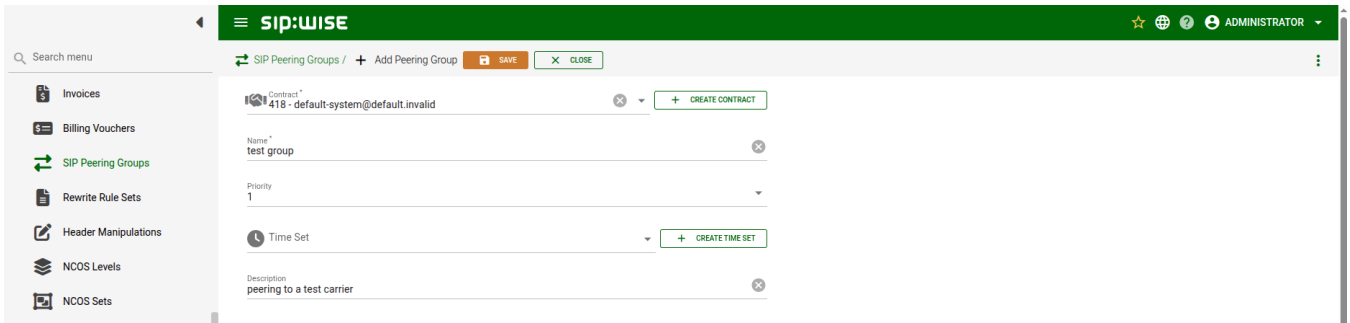 sip:wise
ADMINISTRATOR
Search menu
SIP Peering Groups / + Add Peering Group SAVE X CLOSE
Invoices
Billing Vouchers
SIP Peering Groups
Rewrite Rule Sets
Header Manipulations
NCOS Levels
NCOS Sets
Contract *
418 - default-system@default.invalid
+ CREATE CONTRACT
Name *
test group
Priority
1
Time Set
+ CREATE TIME SET
Description
peering to a test carrier